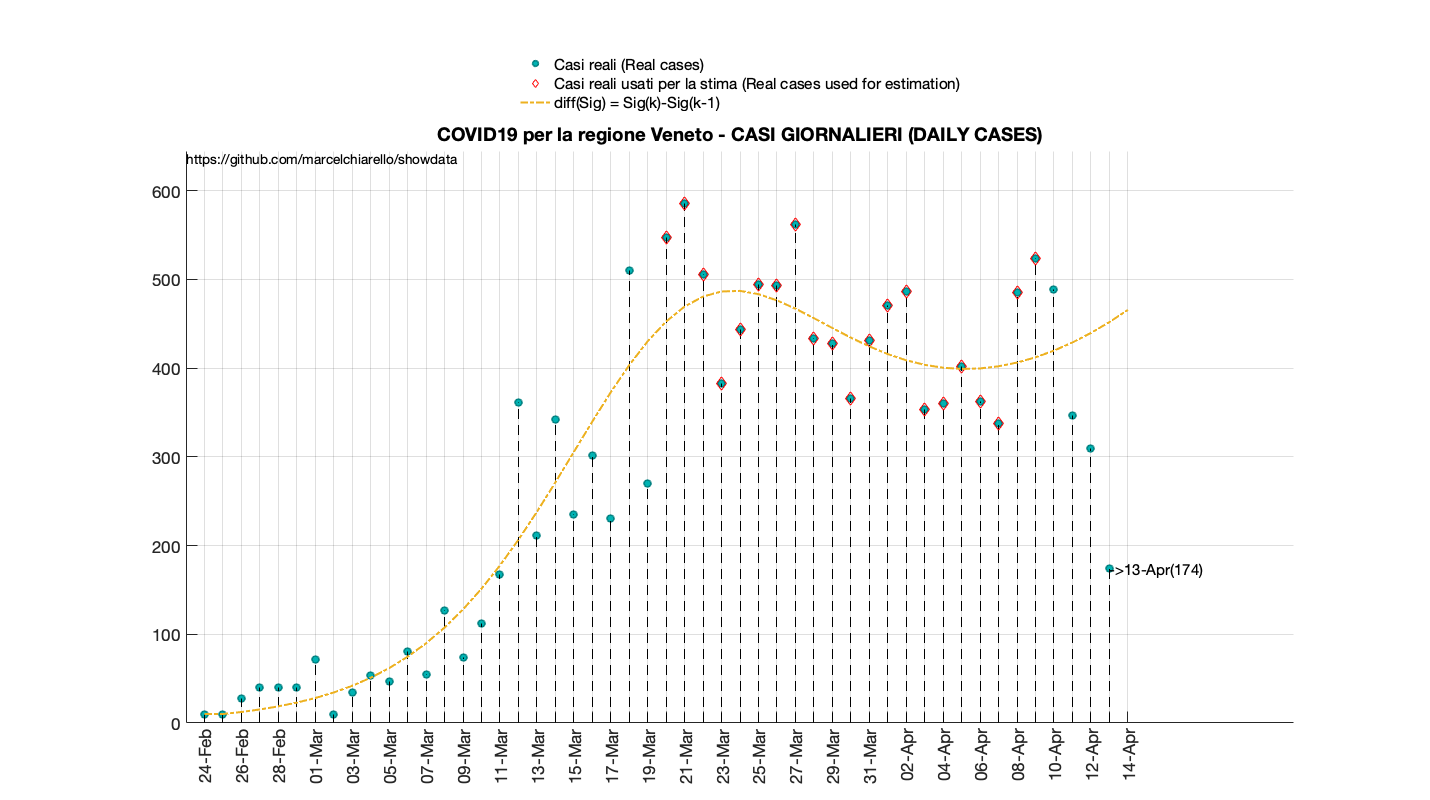 Casi reali (Real cases)
Casi reali usati per la stima (Real cases used for estimation)
diff(Sig) = Sig(k)-Sig(k-1)
COVID19 per la regione Veneto - CASI GIORNALIERI (DAILY CASES)
https://github.com/marcelchiarello/showdata
600
500
400
300
200
100
0
->13-Apr(174)
24-Feb
26-Feb
28-Feb
01-Mar
03-Mar
05-Mar
07-Mar
09-Mar
11-Mar
13-Mar
15-Mar
17-Mar
19-Mar
21-Mar
23-Mar
25-Mar
27-Mar
29-Mar
31-Mar
02-Apr
04-Apr
06-Apr
08-Apr
10-Apr
12-Apr
14-Apr